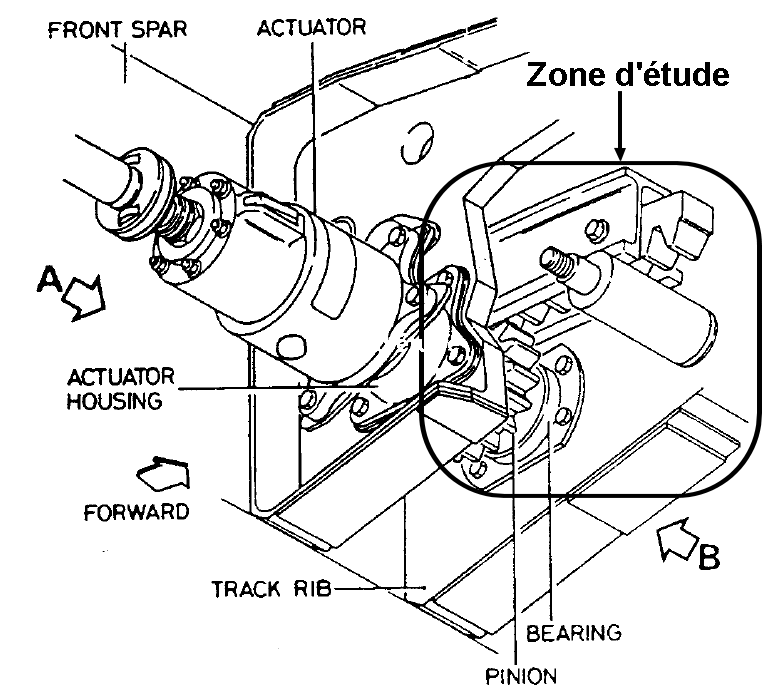 FRONT SPAR
ACTUATOR
Zone d'étude
A
ACTUATOR
HOUSING
FORWARD
B
TRACK RIB
BEARING
PINION